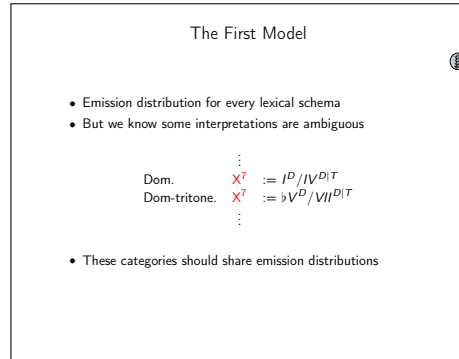 The First Model
• Emission distribution for every lexical schema
• But we know some interpretations are ambiguous
⋮
Dom. X⁷ := I^D/IV^D|T
Dom-tritone. X⁷ := ♭V^D/VII^D|T
⋮
• These categories should share emission distributions